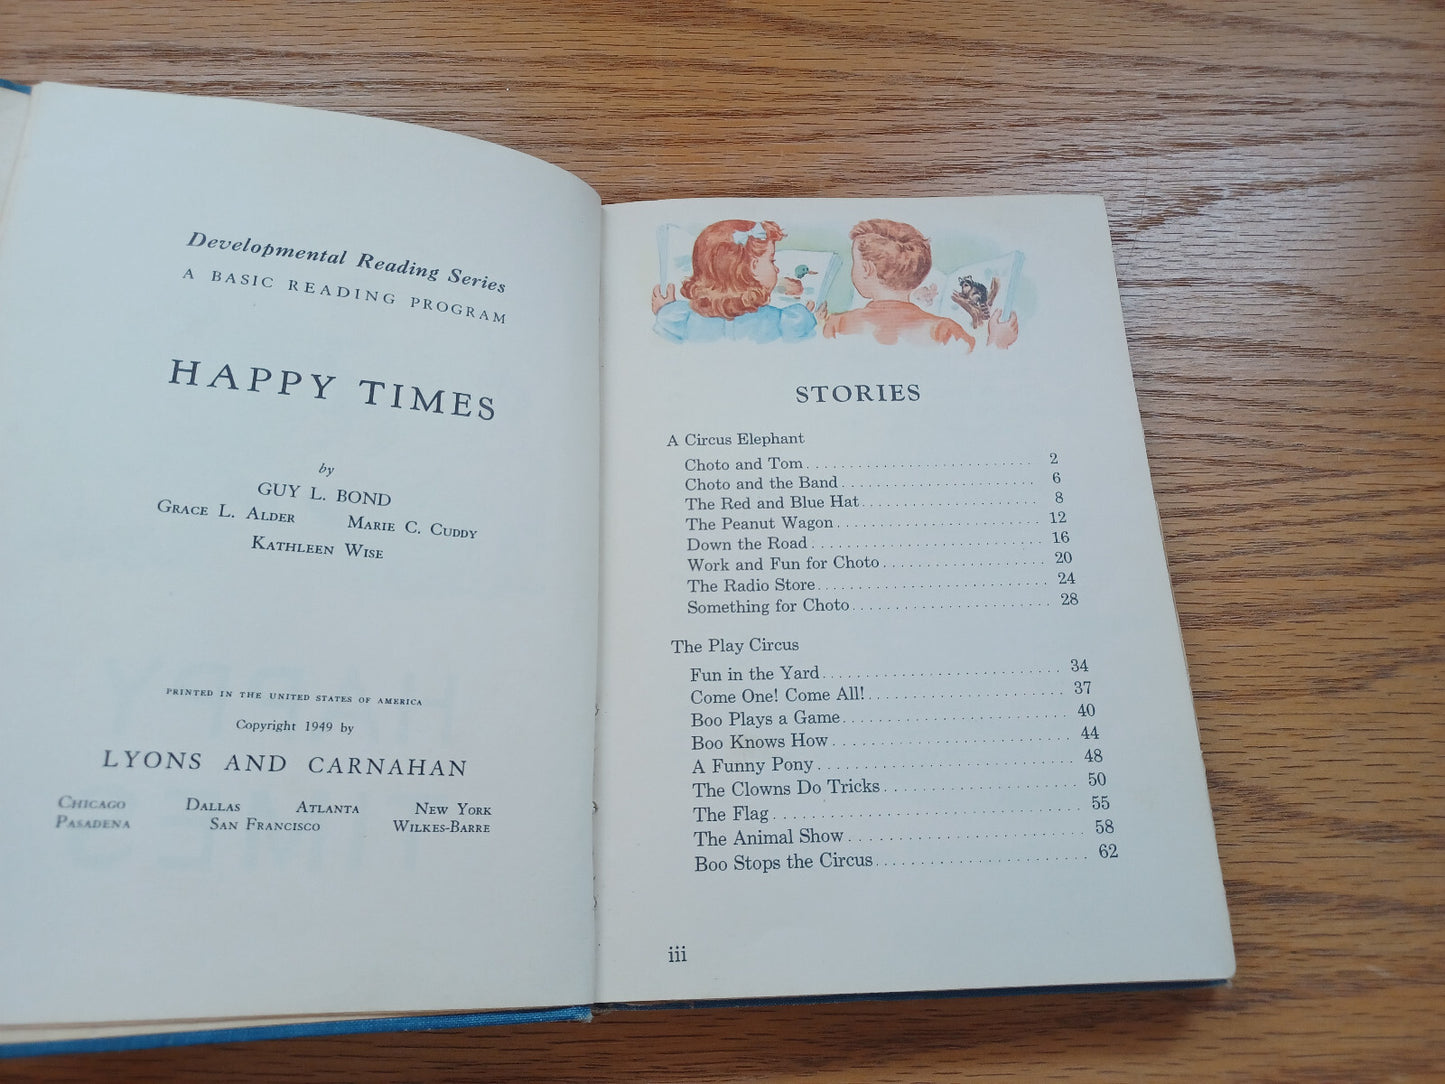 Developmental Reading Series
A BASIC READING PROGRAM
HAPPY TIMES
by
GUY L. BOND
GRACE L. ALDER MARIE C. CUDDY
KATHLEEN WISE
PRINTED IN THE UNITED STATES OF AMERICA
Copyright 1949 by
LYONS AND CARNAHAN
CHICAGO DALLAS ATLANTA NEW YORK
PASADENA SAN FRANCISCO WILKES-BARRE
STORIES
A Circus Elephant
Choto and Tom 2
Choto and the Band 6
The Red and Blue Hat 8
The Peanut Wagon 12
Down the Road 16
Work and Fun for Choto 20
The Radio Store 24
Something for Choto 28
The Play Circus
Fun in the Yard 34
Come One! Come All! 37
Boo Plays a Game 40
Boo Knows How 44
A Funny Pony 48
The Clowns Do Tricks 50
The Flag 55
The Animal Show 58
Boo Stops the Circus 62
iii